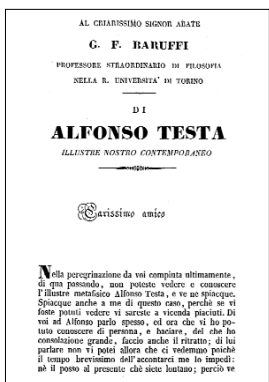 AL CHIARISSIMO SIGNOR ABATE
G. F. BARUFFI
PROFESSORE STRAORDINARIO DI FILOSOFIA
NELLA R. UNIVERSITA' DI TORINO
DI
ALFONSO TESTA
ILLUSTRE NOSTRO CONTEMPORANEO
Carissimo amico
Nella peregrinazione da voi compiuta ultimamente,
di qua passando, non poteste vedere e conoscere
l'illustre metafisico Alfonso Testa, e ve ne spiacque.
Spiacque anche a me di questo caso, perchè se vi
foste potuti vedere vi sareste a vicenda piaciuti. Di
voi ad Alfonso parlo spesso, ed ora che vi ho po-
tuto conoscere di persona, e baciare, del che ho
consolazione grande, faccio anche il ritratto; di lui
parlare non vi potei allora che ci vedemmo poichè
il tempo brevissimo dell'accontarci me lo impedì:
nè il posso al presente chè siete lontano; perciò ve